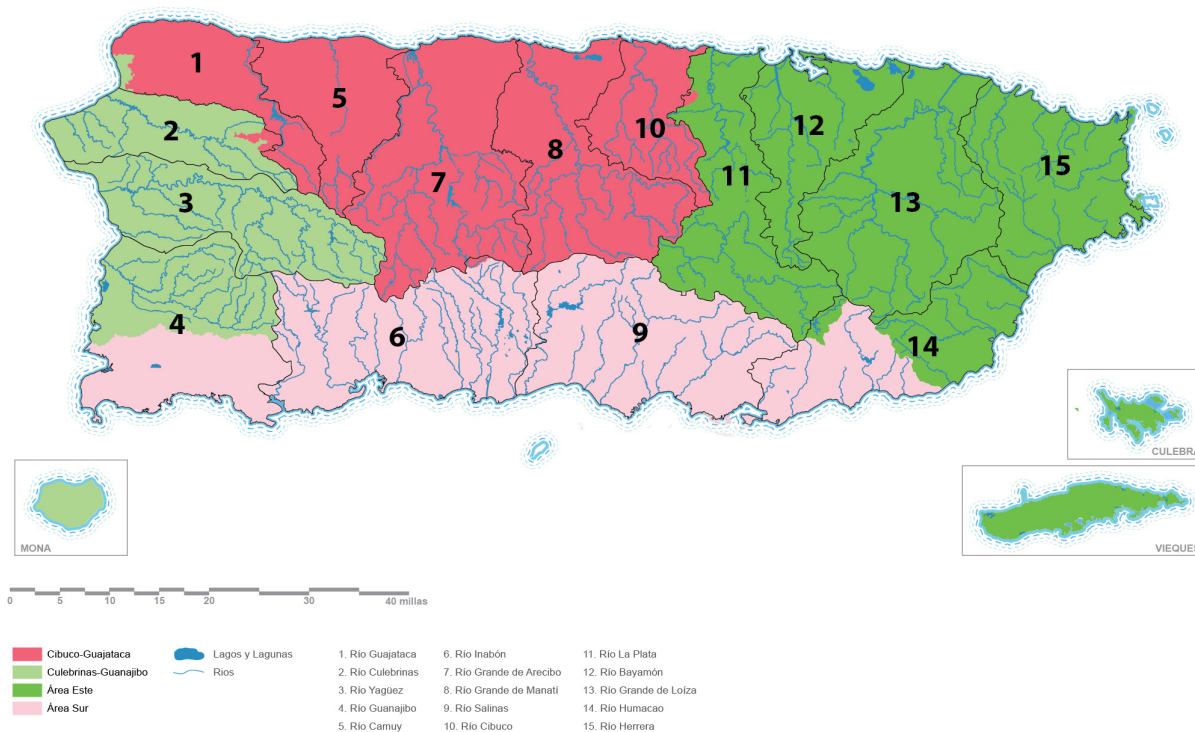 1
5
2
12
10
8
11
15
7
3
13
4
6
9
14
CULEBRA
MONA
VIEQUES
0 5 10 15 20 30 40 millas
Cibuco-Guajataca
Culebrinas-Guanajibo
Área Este
Área Sur
Lagos y Lagunas
Rios
1. Río Guajataca
2. Río Culebrinas
3. Río Yagüez
4. Río Guanajibo
5. Río Camuy
6. Río Inabón
7. Río Grande de Arecibo
8. Río Grande de Manatí
9. Río Salinas
10. Río Cibuco
11. Río La Plata
12. Río Bayamón
13. Río Grande de Loíza
14. Río Humacao
15. Río Herrera